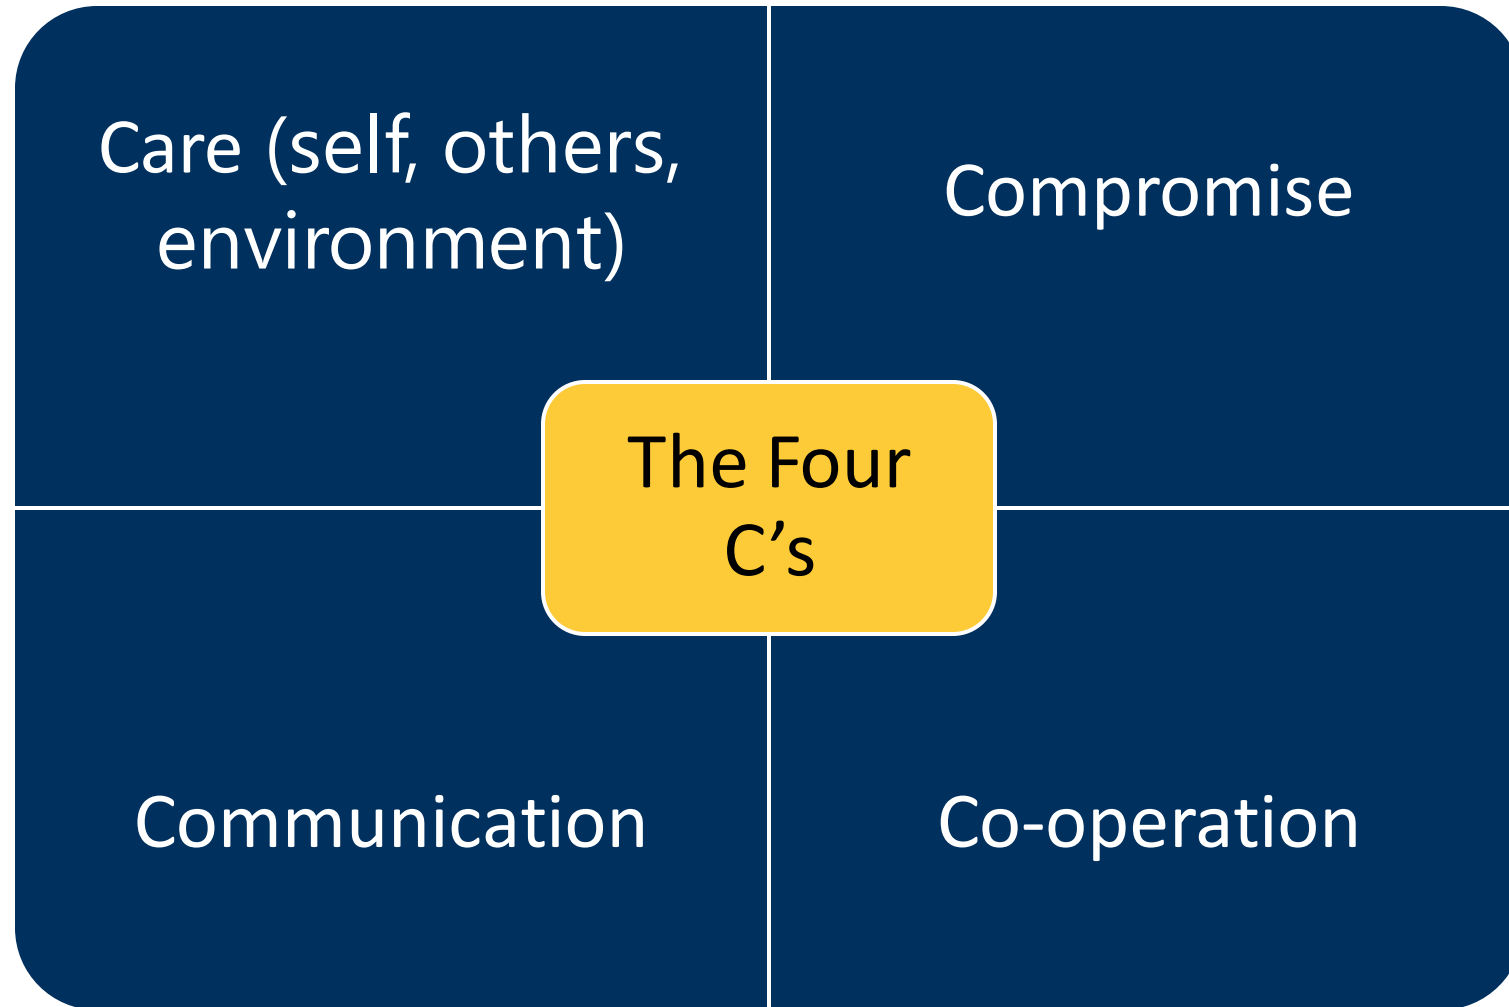 Care (self, others,
environment)
Compromise
The Four
C’s
Communication
Co-operation